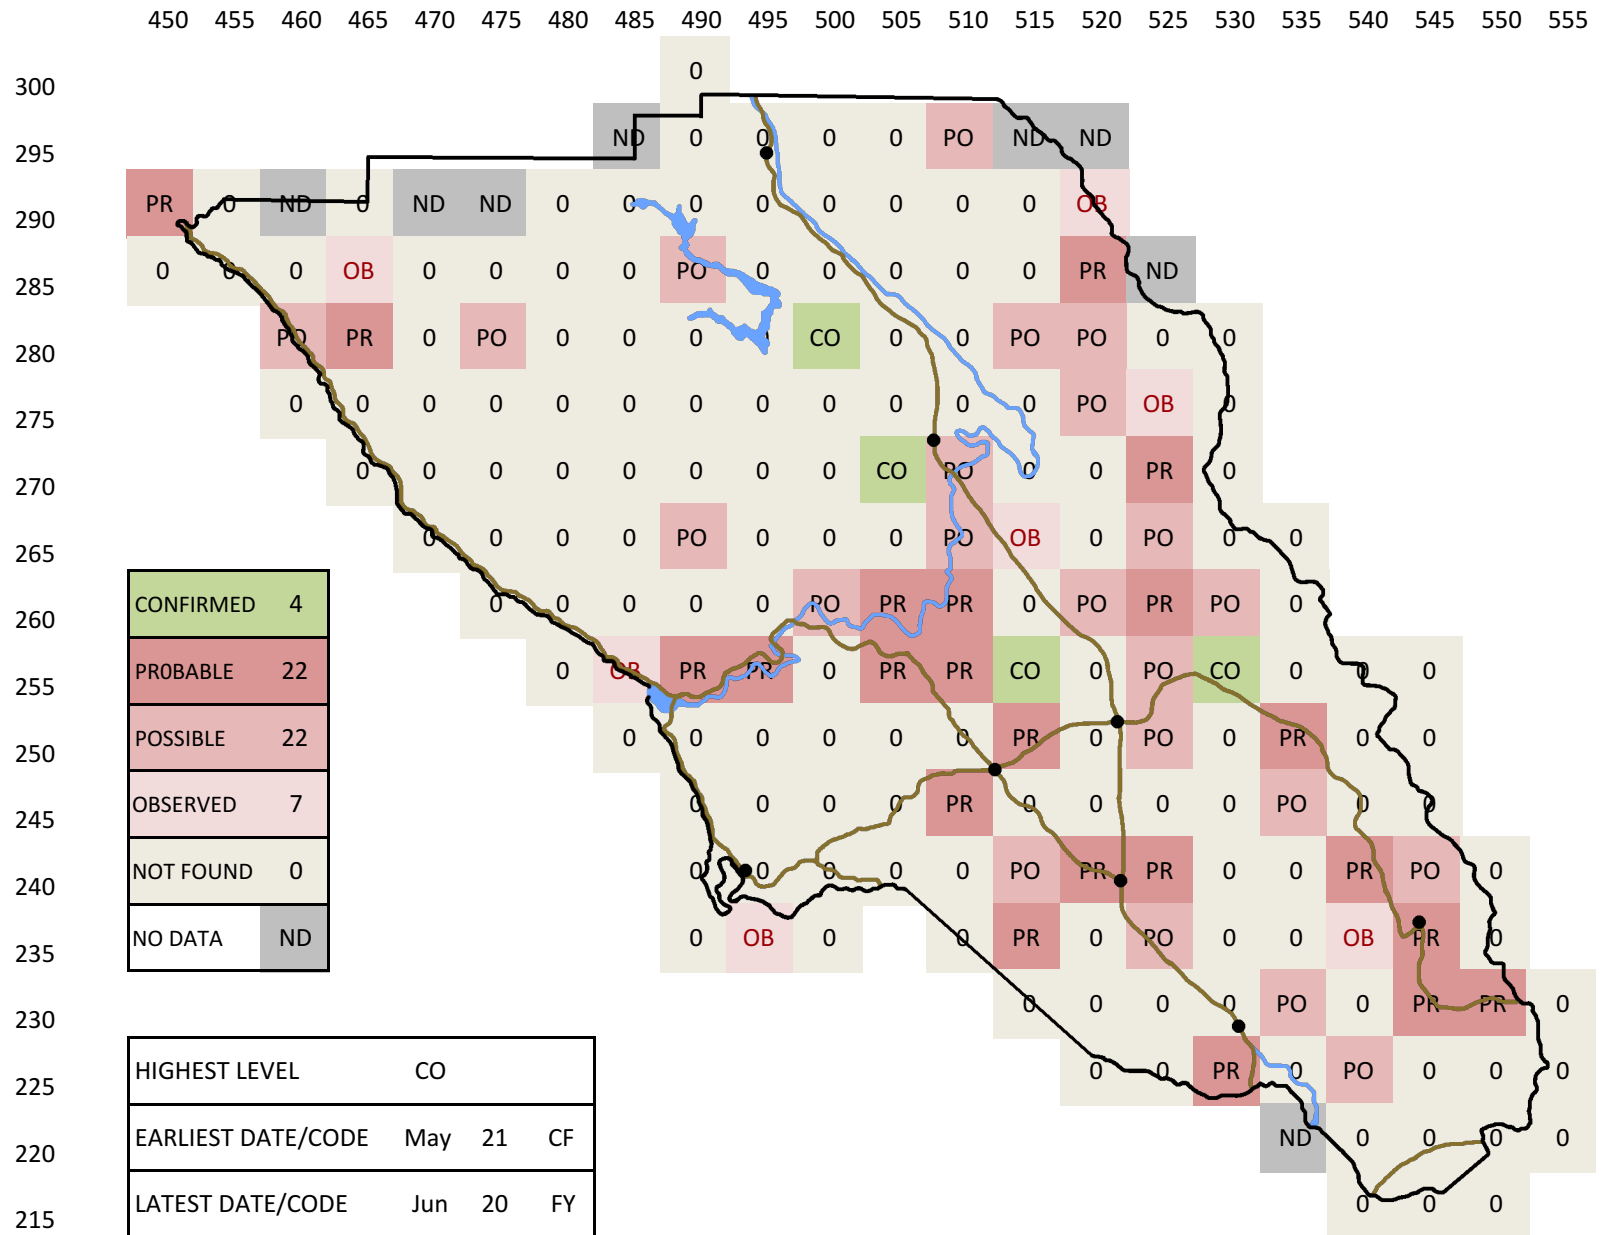 450 455 460 465 470 475 480 485 490 495 500 505 510 515 520 525 530 535 540 545 550 555
0
300
ND 0 0 0 0 PO ND ND
295
PR 0 ND 0 ND ND 0 0 0 0 0 0 0 0 OB
290
0 0 0 OB 0 0 0 0 PO 0 0 0 0 0 PR ND
285
PO PR 0 PO 0 0 0 0 CO 0 0 PO PO 0 0
280
0 0 0 0 0 0 0 0 0 0 0 0 PO OB 0
275
0 0 0 0 0 0 0 0 CO PO 0 0 PR 0
270
0 0 0 0 PO 0 0 0 PO OB 0 PO 0 0
265
CONFIRMED 4
0 0 0 0 0 PO PR PR 0 PO PR PO 0
260
PR0BABLE 22
0 OB PR PR 0 PR PR CO 0 PO CO 0 0 0
255
POSSIBLE 22
0 0 0 0 0 0 PR 0 PO 0 PR 0 0
250
OBSERVED 7
0 0 0 0 PR 0 0 0 0 PO 0 0
245
NOT FOUND 0
0 0 0 0 0 PO PR PR 0 0 PR PO 0
240
NO DATA ND
0 OB 0 0 PR 0 PO 0 0 OB PR 0
235
0 0 0 0 PO 0 PR PR 0
230
HIGHEST LEVEL CO
0 0 PR 0 PO 0 0 0
225
EARLIEST DATE/CODE May 21 CF
ND 0 0 0 0
220
LATEST DATE/CODE Jun 20 FY
0 0 0
215